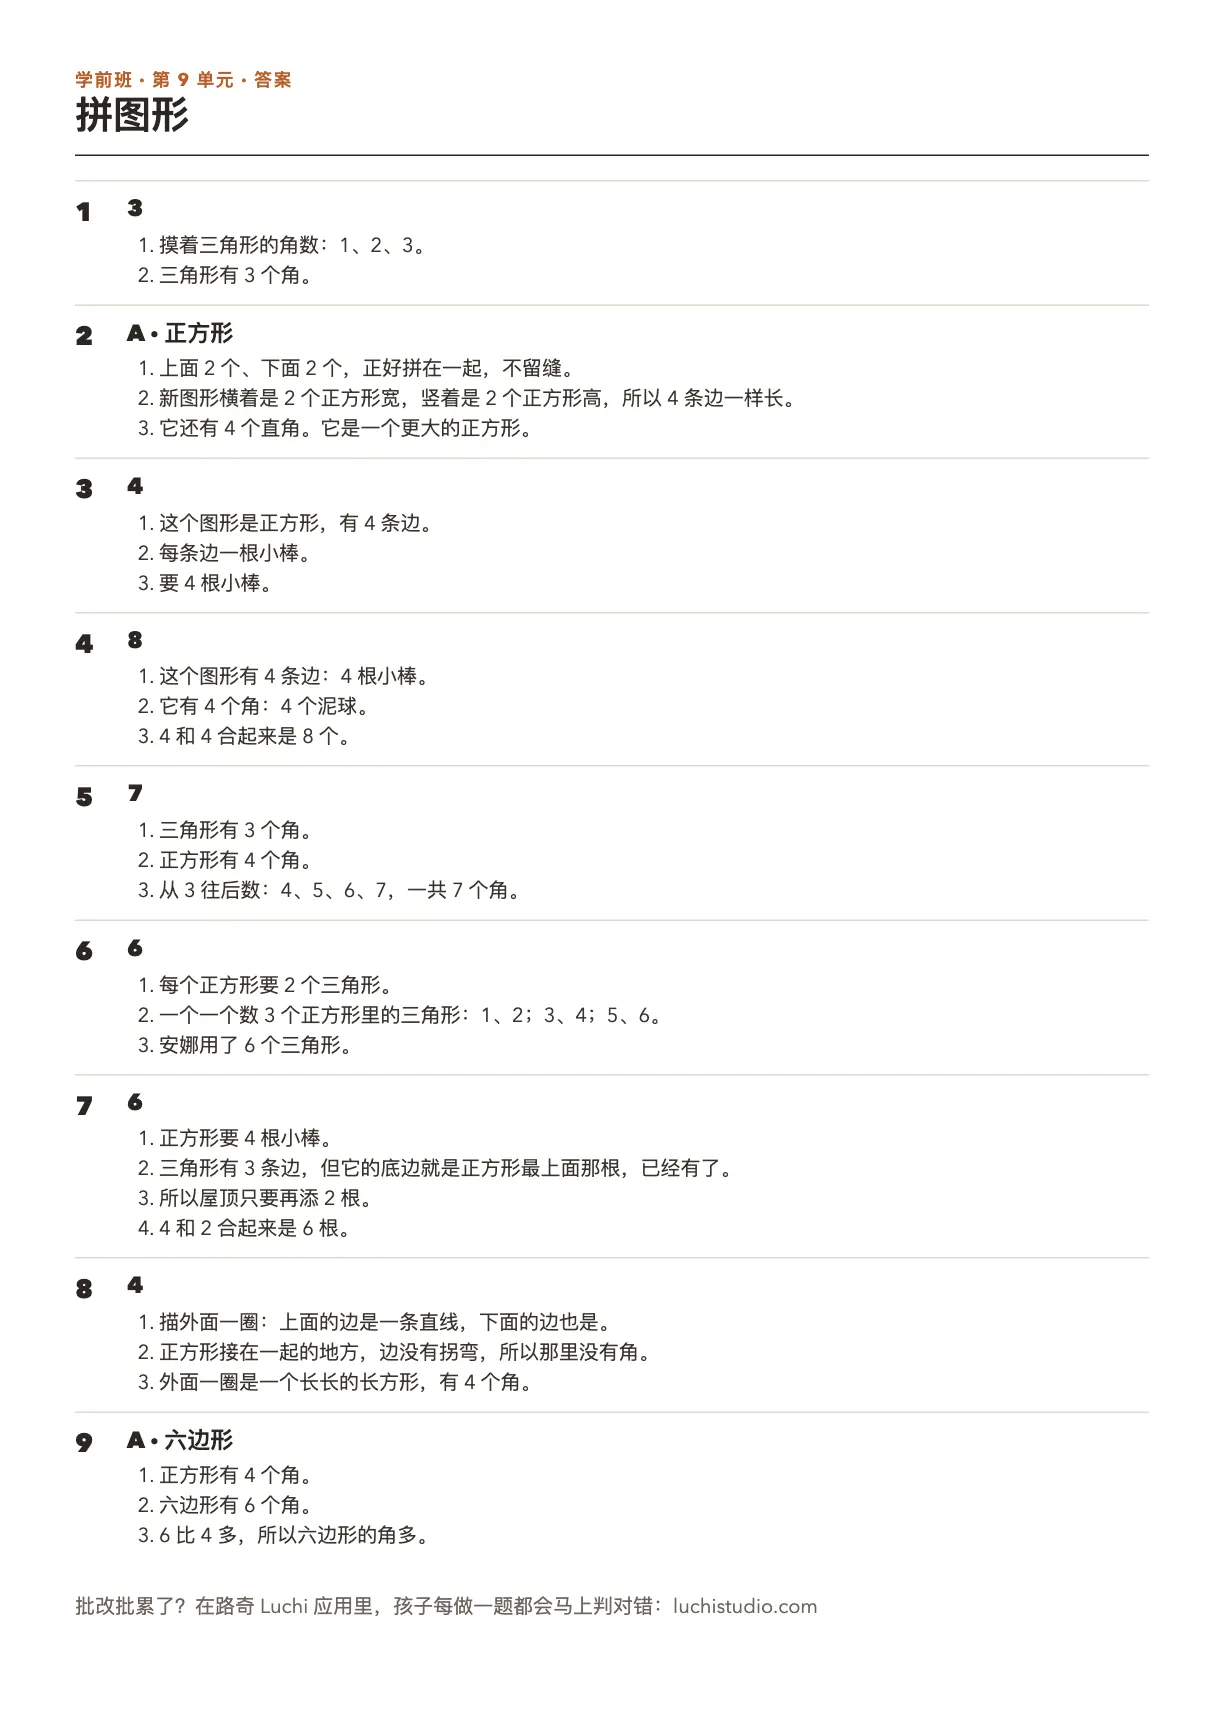 学前班 · 第 9 单元 · 答案
拼图形
1 3
1. 摸着三角形的角数：1、2、3。
2. 三角形有 3 个角。
2 A · 正方形
1. 上面 2 个、下面 2 个，正好拼在一起，不留缝。
2. 新图形横着是 2 个正方形宽，竖着是 2 个正方形高，所以 4 条边一样长。
3. 它还有 4 个直角。它是一个更大的正方形。
3 4
1. 这个图形是正方形，有 4 条边。
2. 每条边一根小棒。
3. 要 4 根小棒。
4 8
1. 这个图形有 4 条边：4 根小棒。
2. 它有 4 个角：4 个泥球。
3. 4 和 4 合起来是 8 个。
5 7
1. 三角形有 3 个角。
2. 正方形有 4 个角。
3. 从 3 往后数：4、5、6、7，一共 7 个角。
6 6
1. 每个正方形要 2 个三角形。
2. 一个一个数 3 个正方形里的三角形：1、2；3、4；5、6。
3. 安娜用了 6 个三角形。
7 6
1. 正方形要 4 根小棒。
2. 三角形有 3 条边，但它的底边就是正方形最上面那根，已经有了。
3. 所以屋顶只要再添 2 根。
4. 4 和 2 合起来是 6 根。
8 4
1. 描外面一圈：上面的边是一条直线，下面的边也是。
2. 正方形接在一起的地方，边没有拐弯，所以那里没有角。
3. 外面一圈是一个长长的长方形，有 4 个角。
9 A · 六边形
1. 正方形有 4 个角。
2. 六边形有 6 个角。
3. 6 比 4 多，所以六边形的角多。
批改批累了？在路奇 Luchi 应用里，孩子每做一题都会马上判对错：luchistudio.com